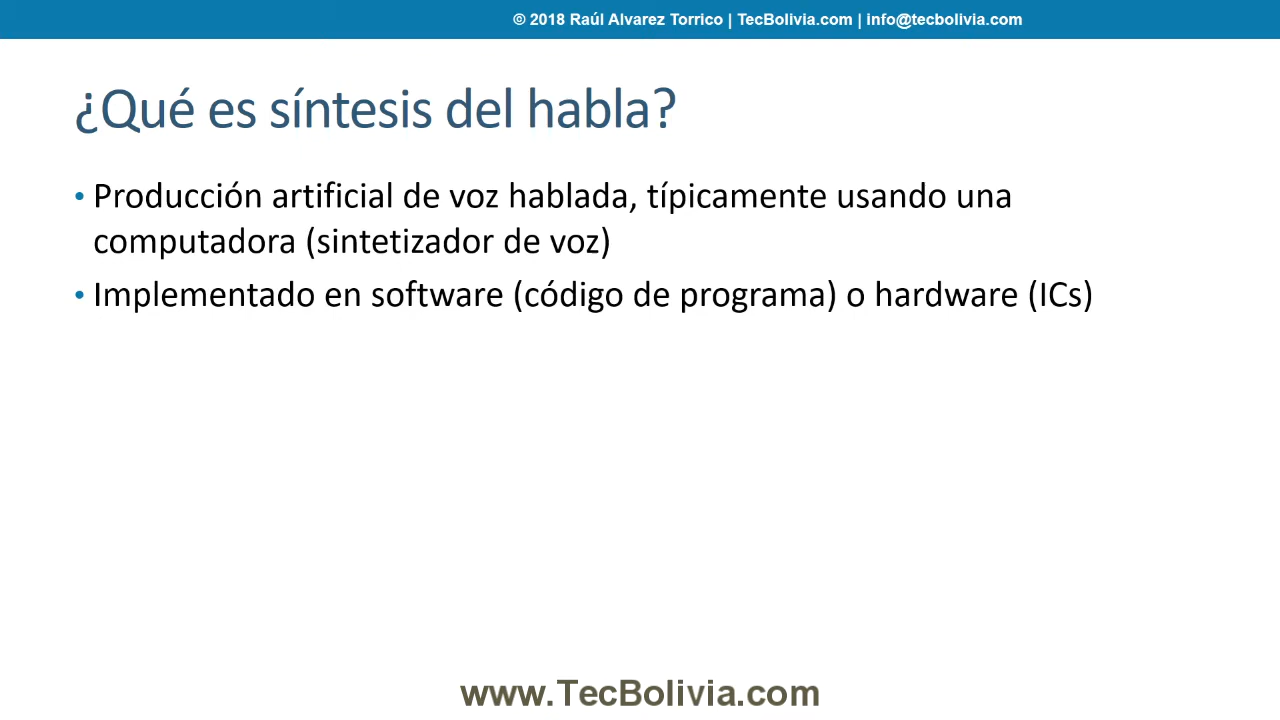 © 2018 Raúl Alvarez Torrico | TecBolivia.com | info@tecbolivia.com
¿Qué es síntesis del habla?
• Producción artificial de voz hablada, típicamente usando una
computadora (sintetizador de voz)
• Implementado en software (código de programa) o hardware (ICs)
www.TecBolivia.com